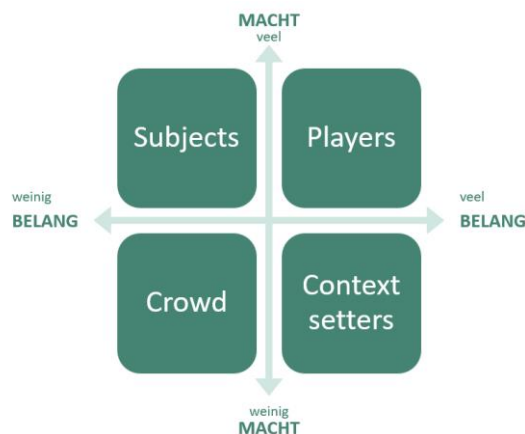 MACHT
veel
Subjects
Players
weinig
BELANG
veel
BELANG
Crowd
Context
setters
weinig
MACHT